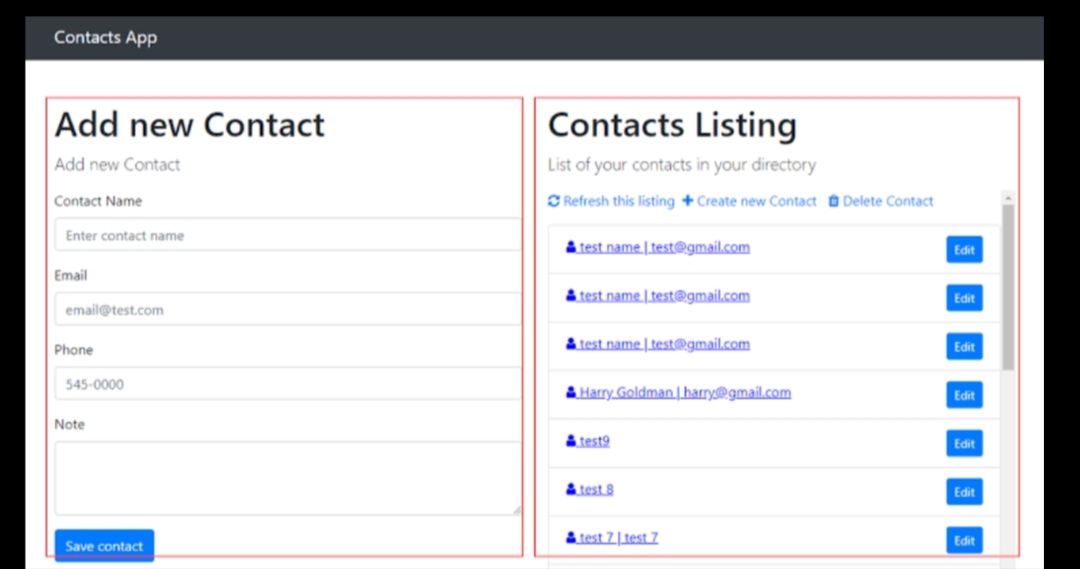 Contacts App
Add new Contact
Add new Contact
Contact Name
Enter contact name
Email
email@test.com
Phone
545-0000
Note
Save contact
Contacts Listing
List of your contacts in your directory
Refresh this listing Create new Contact Delete Contact
test name | test@gmail.com Edit
test name | test@gmail.com Edit
test name | test@gmail.com Edit
Harry Goldman | harry@gmail.com Edit
test9 Edit
test 8 Edit
test 7 | test 7 Edit